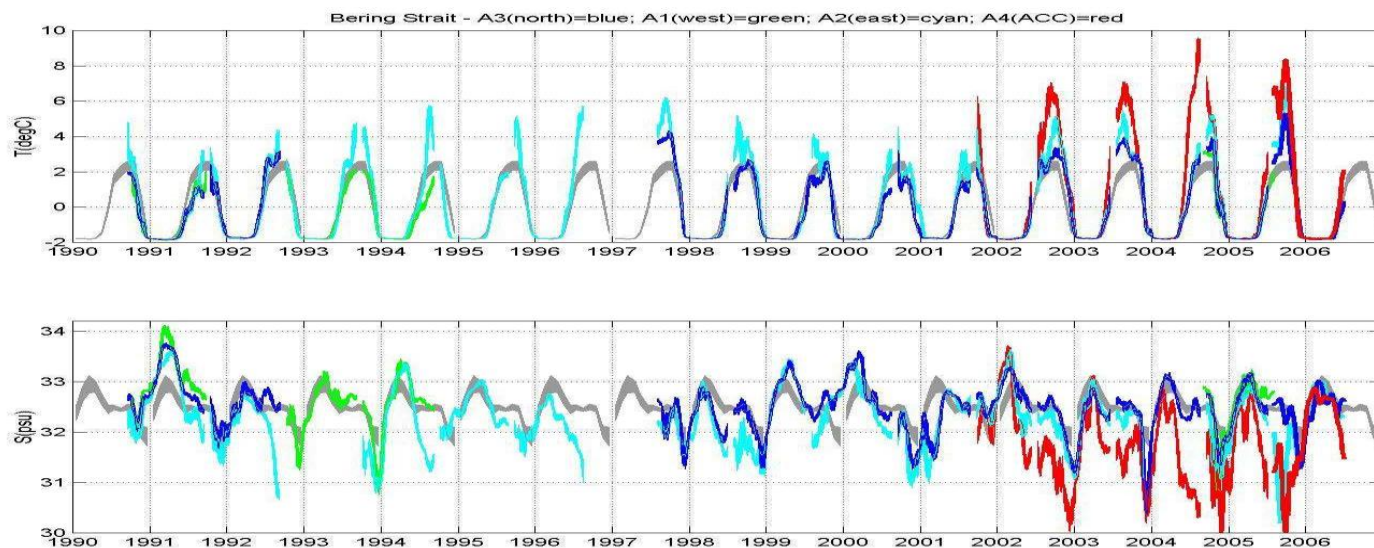 Bering Strait - A3(north)=blue; A1(west)=green; A2(east)=cyan; A4(ACC)=red
T(degC)
10
8
6
4
2
0
-2
1990 1991 1992 1993 1994 1995 1996 1997 1998 1999 2000 2001 2002 2003 2004 2005 2006
S(psu)
34
33
32
31
30
1990 1991 1992 1993 1994 1995 1996 1997 1998 1999 2000 2001 2002 2003 2004 2005 2006